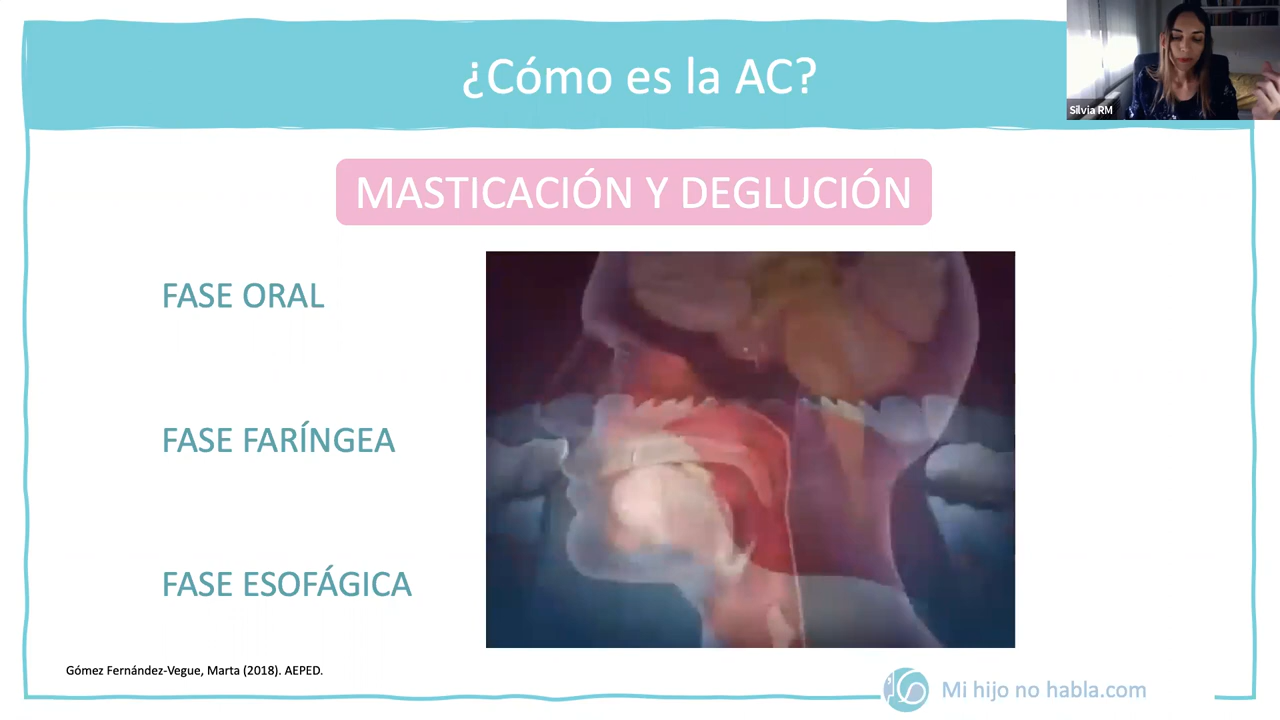 ¿Cómo es la AC?
Silvia RM
MASTICACIÓN Y DEGLUCIÓN
FASE ORAL
FASE FARÍNGEA
FASE ESOFÁGICA
Gómez Fernández-Vegue, Marta (2018). AEPED.
Mi hijo no habla.com